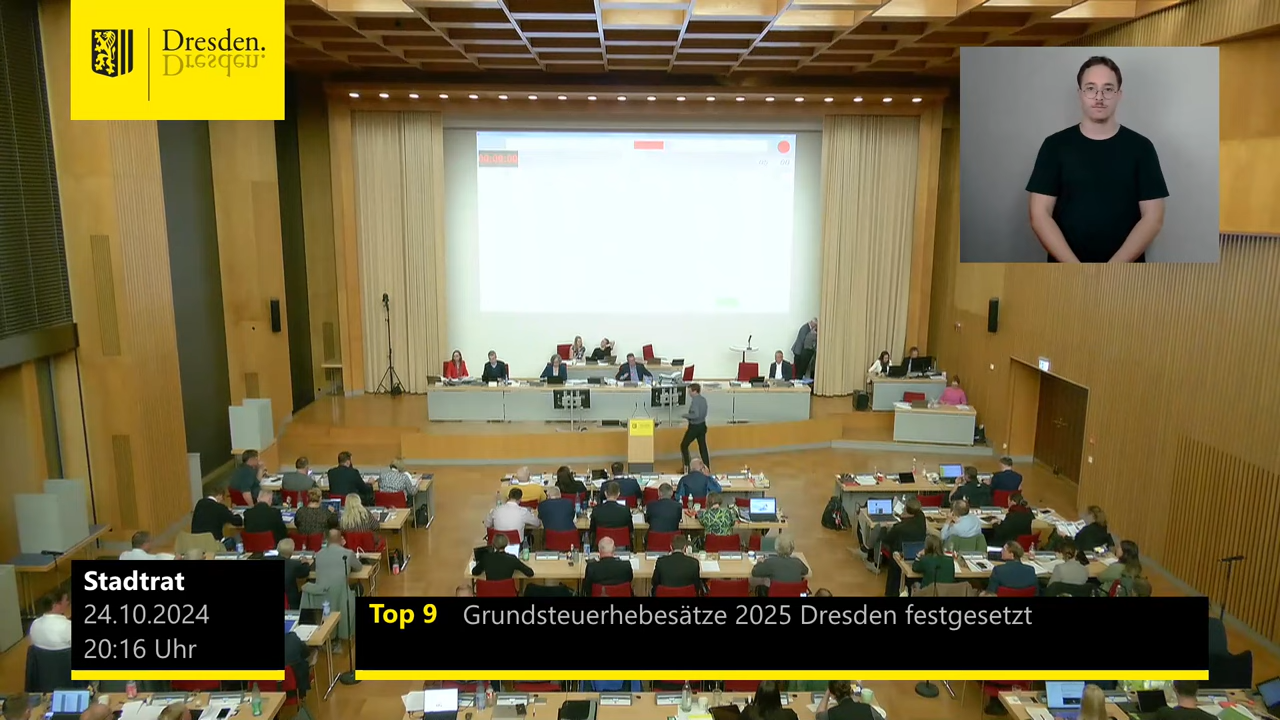 Dresden.
Dresden.
Stadtrat
24.10.2024
20:16 Uhr
Top 9 Grundsteuerhebesätze 2025 Dresden festgesetzt